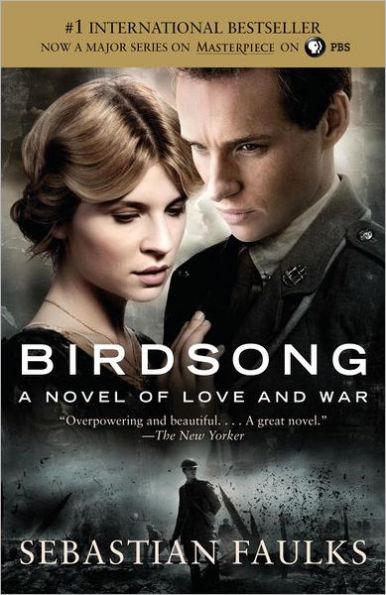 #1 INTERNATIONAL BESTSELLER
NOW A MAJOR SERIES ON MASTERPIECE ON PBS
BIRDSONG
A NOVEL OF LOVE AND WAR
“Overpowering and beautiful. . . . A great novel.”
—The New Yorker
SEBASTIAN FAULKS